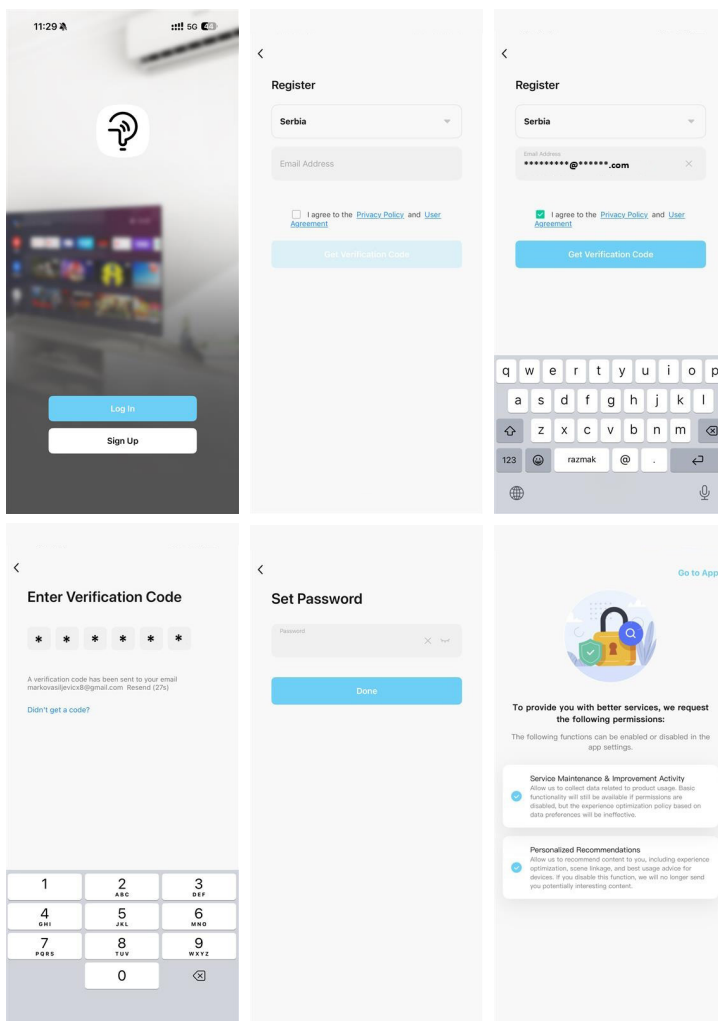 11:29
5G
Log In
Sign Up
Register
Serbia
Email Address
I agree to the Privacy Policy and User
Agreement
Get Verification Code
Register
Serbia
Email Address
*********@******.com
I agree to the Privacy Policy and User
Agreement
Get Verification Code
q w e r t y u i o p
a s d f g h j k l
z x c v b n m
123 razmak @ .
Enter Verification Code
* * * * * *
A verification code has been sent to your email
markovasiljevicx8@gmail.com Resend (27s)
Didn't get a code?
1 2 3
ABC DEF
4 5 6
GHI JKL MNO
7 8 9
PQRS TUV WXYZ
0
Set Password
Password
Done
Go to App
To provide you with better services, we request
the following permissions:
The following functions can be enabled or disabled in the
app settings.
Service Maintenance & Improvement Activity
Allow us to collect data related to product usage. Basic
functionality will still be available if permissions are
disabled, but the experience optimization policy based on
data preferences will be ineffective.
Personalized Recommendations
Allow us to recommend content to you, including experience
optimization, scene linkage, and best usage advice for
devices. If you disable this function, we will no longer send
you potentially interesting content.